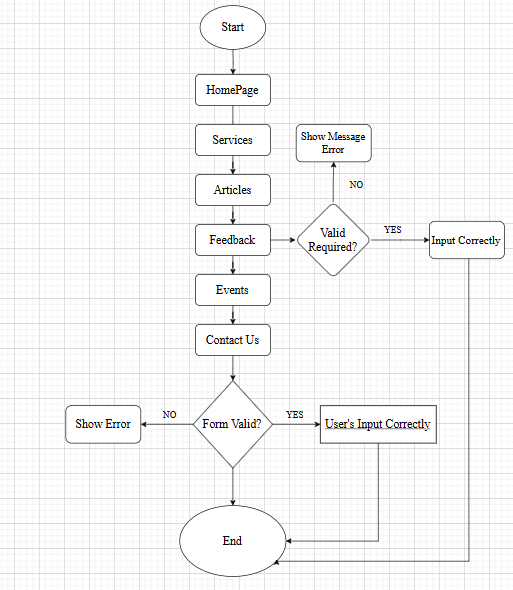 Start
HomePage
Services
Show Message
Error
Articles
NO
Feedback
Valid
Required?
YES
Input Correctly
Events
Contact Us
Show Error
NO
Form Valid?
YES
User's Input Correctly
End